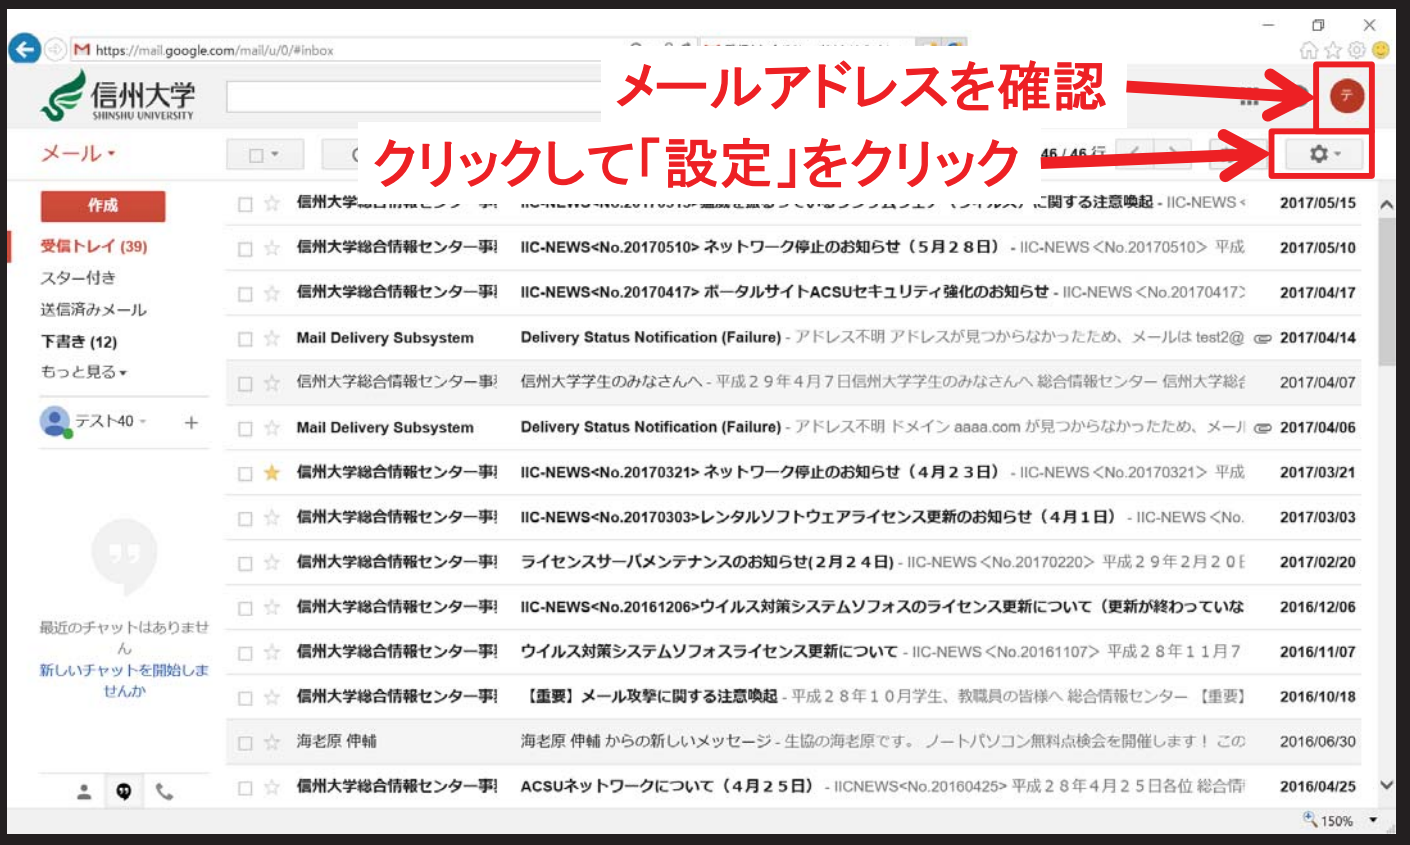 https://mail.google.com/mail/u/0/#inbox
信州大学
SHINSHU UNIVERSITY
メールアドレスを確認
テ
メール
クリックして「設定」をクリック
46 / 46 行
作成
受信トレイ (39)
スター付き
送信済みメール
下書き (12)
もっと見る
テスト40
+
最近のチャットはありませ
ん
新しいチャットを開始しま
せんか
に関する注意喚起 - IIC-NEWS < 2017/05/15
信州大学総合情報センター事 IIC-NEWS<No.20170510> ネットワーク停止のお知らせ（５月２８日） - IIC-NEWS <No.20170510> 平成 2017/05/10
信州大学総合情報センター事 IIC-NEWS<No.20170417> ポータルサイトACSUセキュリティ強化のお知らせ - IIC-NEWS <No.20170417> 2017/04/17
Mail Delivery Subsystem Delivery Status Notification (Failure) - アドレス不明 アドレスが見つからなかったため、メールは test2@ 2017/04/14
信州大学総合情報センター事 信州大学学生のみなさんへ - 平成２９年４月７日信州大学学生のみなさんへ 総合情報センター 信州大学総 2017/04/07
Mail Delivery Subsystem Delivery Status Notification (Failure) - アドレス不明 ドメイン aaaa.com が見つからなかったため、メール 2017/04/06
信州大学総合情報センター事 IIC-NEWS<No.20170321> ネットワーク停止のお知らせ（４月２３日） - IIC-NEWS <No.20170321> 平成 2017/03/21
信州大学総合情報センター事 IIC-NEWS<No.20170303>レンタルソフトウェアライセンス更新のお知らせ（４月１日） - IIC-NEWS <No. 2017/03/03
信州大学総合情報センター事 ライセンスサーバメンテナンスのお知らせ(２月２４日) - IIC-NEWS <No.20170220> 平成２９年２月２０ 2017/02/20
信州大学総合情報センター事 IIC-NEWS<No.20161206>ウイルス対策システムソフォスのライセンス更新について（更新が終わっていな 2016/12/06
信州大学総合情報センター事 ウイルス対策システムソフォスライセンス更新について - IIC-NEWS <No.20161107> 平成２８年１１月７ 2016/11/07
信州大学総合情報センター事 【重要】メール攻撃に関する注意喚起 - 平成２８年１０月学生、教職員の皆様へ 総合情報センター 【重要】 2016/10/18
海老原 伸輔 海老原 伸輔 からの新しいメッセージ - 生協の海老原です。 ノートパソコン無料点検会を開催します！ この 2016/06/30
信州大学総合情報センター事 ACSUネットワークについて（４月２５日） - IICNEWS<No.20160425> 平成２８年４月２５日各位 総合情 2016/04/25
150%